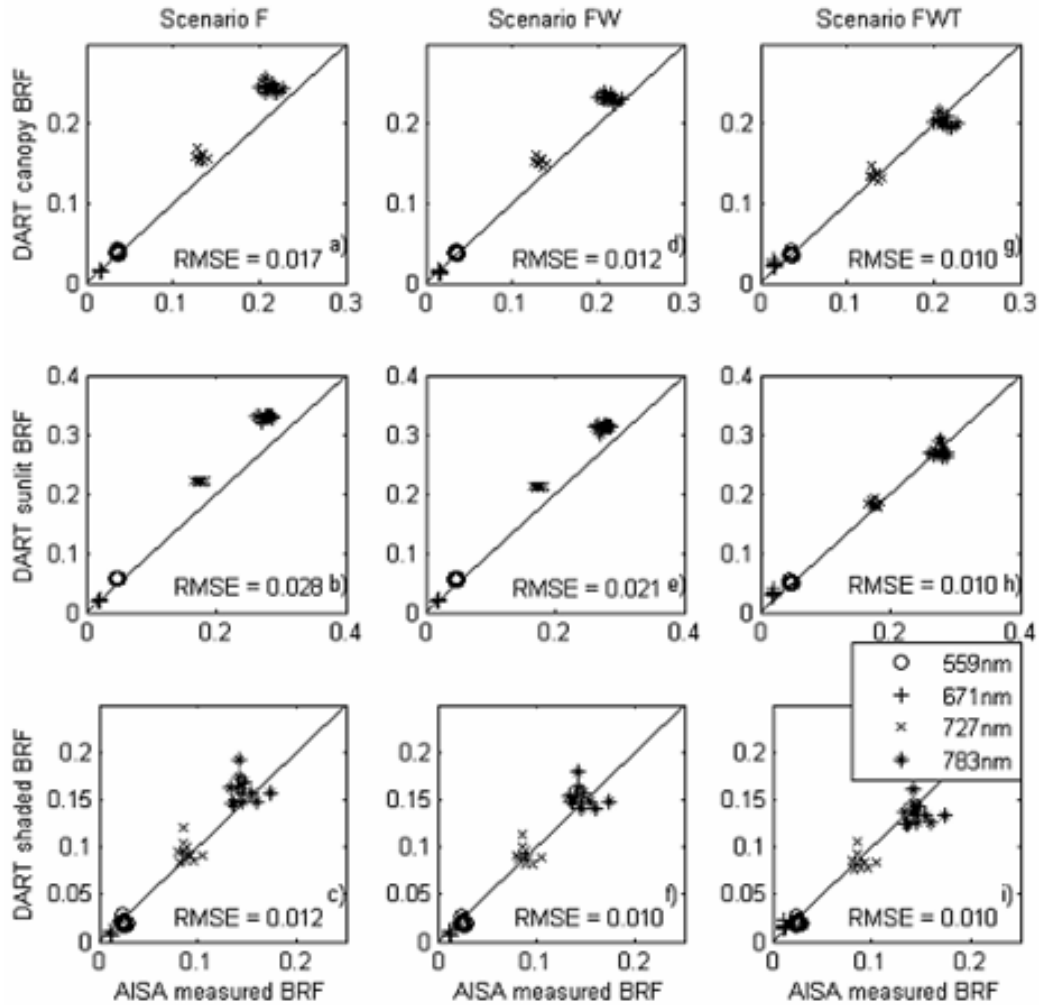 Scenario F
Scenario FW
Scenario FWT
DART canopy BRF
0.2
0.1
0
RMSE = 0.017
a)
0
0.1
0.2
0.3
0.2
0.1
0
RMSE = 0.012
d)
0
0.1
0.2
0.3
0.2
0.1
0
RMSE = 0.010
g)
0
0.1
0.2
0.3
DART sunlit BRF
0.4
0.3
0.2
0.1
0
RMSE = 0.028
b)
0
0.2
0.4
0.4
0.3
0.2
0.1
0
RMSE = 0.021
e)
0
0.2
0.4
0.4
0.3
0.2
0.1
0
RMSE = 0.010
h)
0
0.2
0.4
559nm
671nm
727nm
783nm
DART shaded BRF
0.2
0.15
0.1
0.05
0
RMSE = 0.012
c)
0
0.1
0.2
AISA measured BRF
0.2
0.15
0.1
0.05
0
RMSE = 0.010
f)
0
0.1
0.2
AISA measured BRF
0.2
0.15
0.1
0.05
0
RMSE = 0.010
i)
0
0.1
0.2
AISA measured BRF